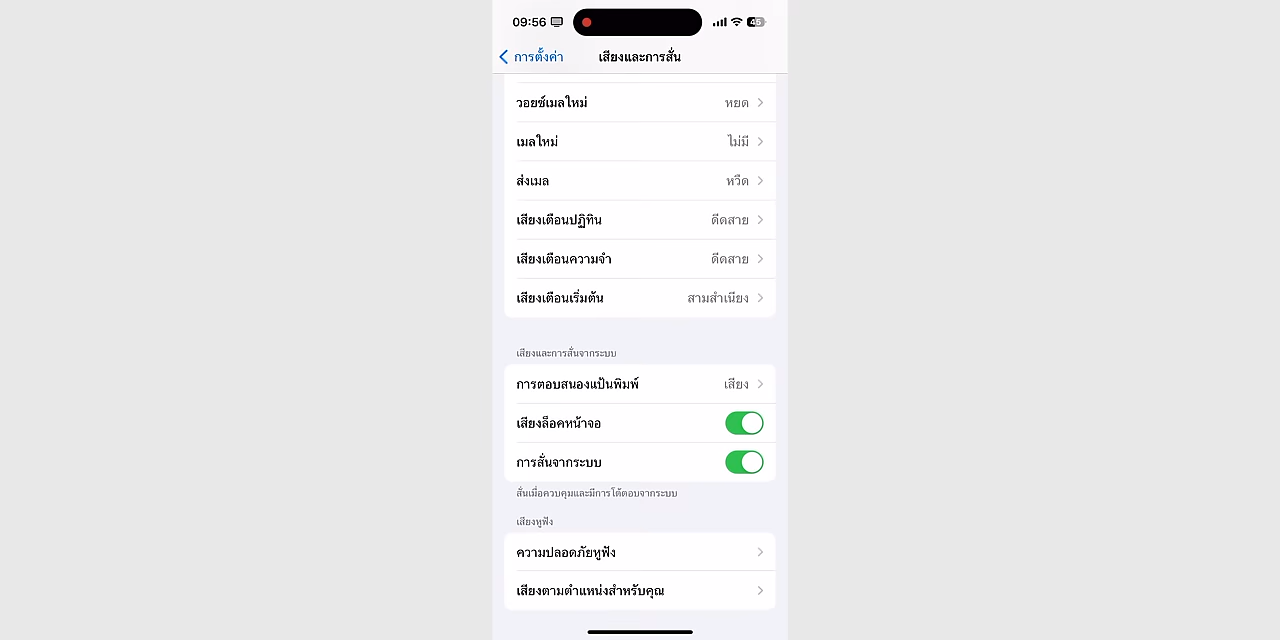 09:56 45
การตั้งค่า เสียงและการสั่น
วอยซ์เมลใหม่ หยด
เมลใหม่ ไม่มี
ส่งเมล หวีด
เสียงเตือนปฏิทิน ดีดสาย
เสียงเตือนความจำ ดีดสาย
เสียงเตือนเริ่มต้น สามสำเนียง
เสียงและการสั่นจากระบบ
การตอบสนองแป้นพิมพ์ เสียง
เสียงล็อคหน้าจอ
การสั่นจากระบบ
สั่นเมื่อควบคุมและมีการโต้ตอบจากระบบ
เสียงหูฟัง
ความปลอดภัยหูฟัง
เสียงตามตำแหน่งสำหรับคุณ